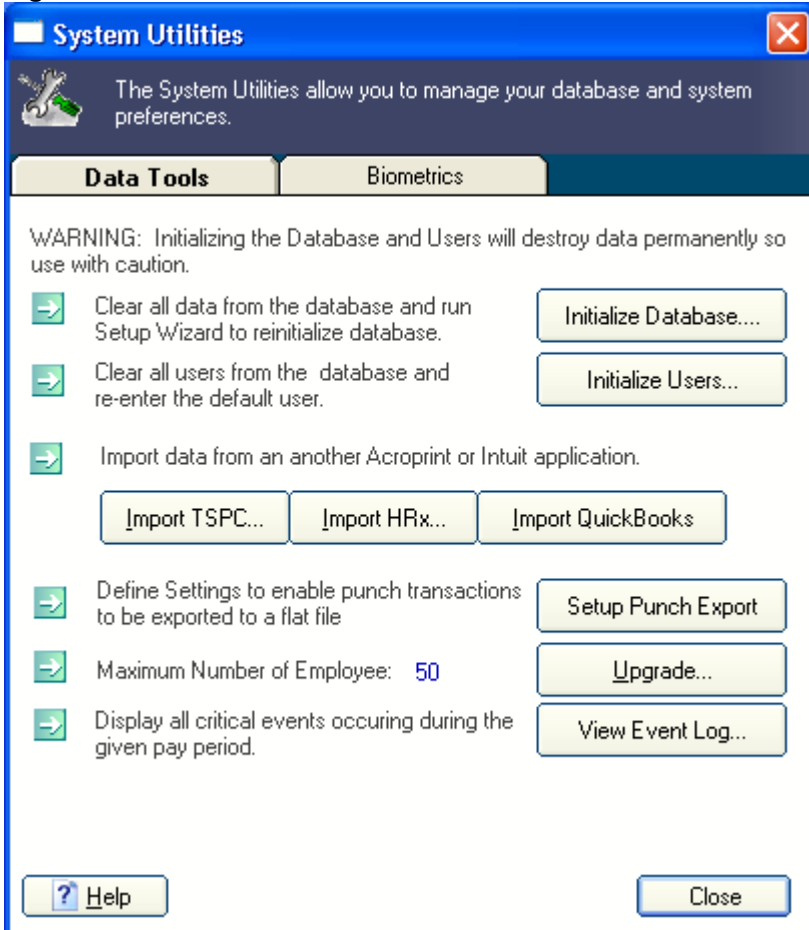 System Utilities
The System Utilities allow you to manage your database and system
preferences.
Data Tools
Biometrics
WARNING: Initializing the Database and Users will destroy data permanently so
use with caution.
Clear all data from the database and run
Setup Wizard to reinitialize database.
Initialize Database....
Clear all users from the database and
re-enter the default user.
Initialize Users...
Import data from an another Acroprint or Intuit application.
Import TSPC...
Import HRx...
Import QuickBooks
Define Settings to enable punch transactions
to be exported to a flat file
Setup Punch Export
Maximum Number of Employee: 50
Upgrade...
Display all critical events occuring during the
given pay period.
View Event Log...
? Help
Close